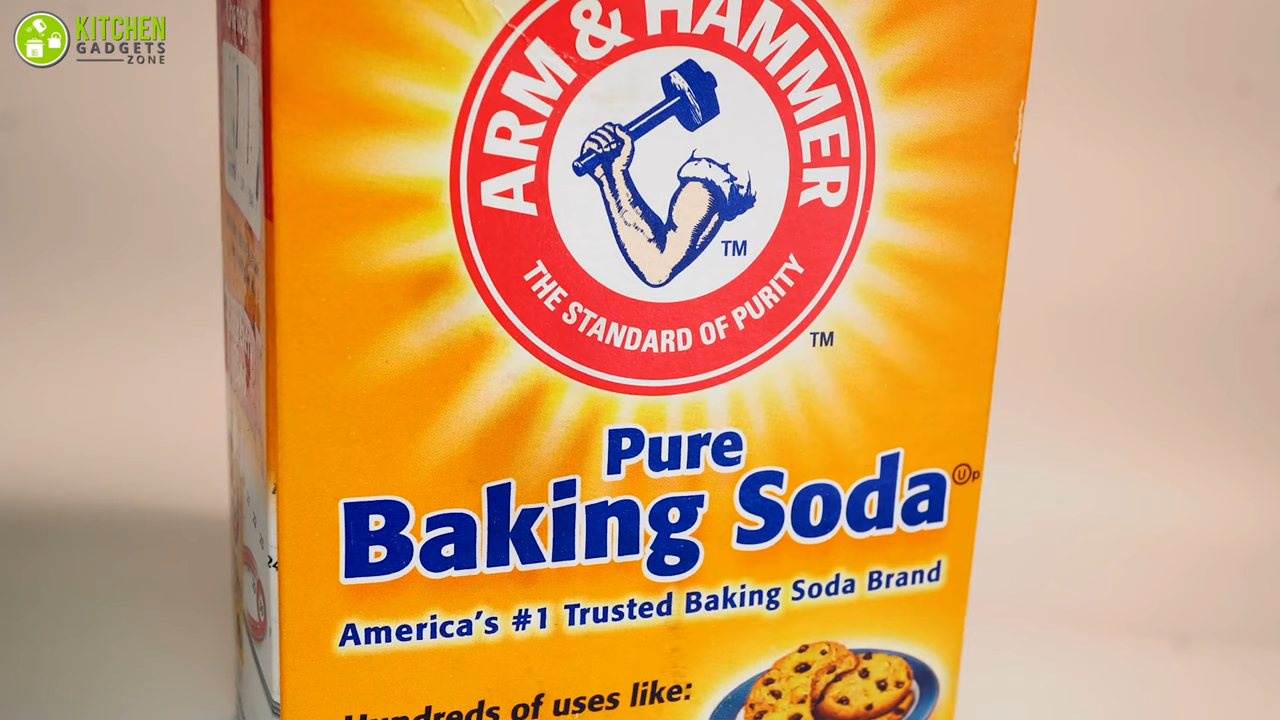 KITCHEN
GADGETS
ZONE
ARM & HAMMER
TM
THE STANDARD OF PURITY
TM
Pure
Baking Soda
Up
America's #1 Trusted Baking Soda Brand
Hundreds of uses like: